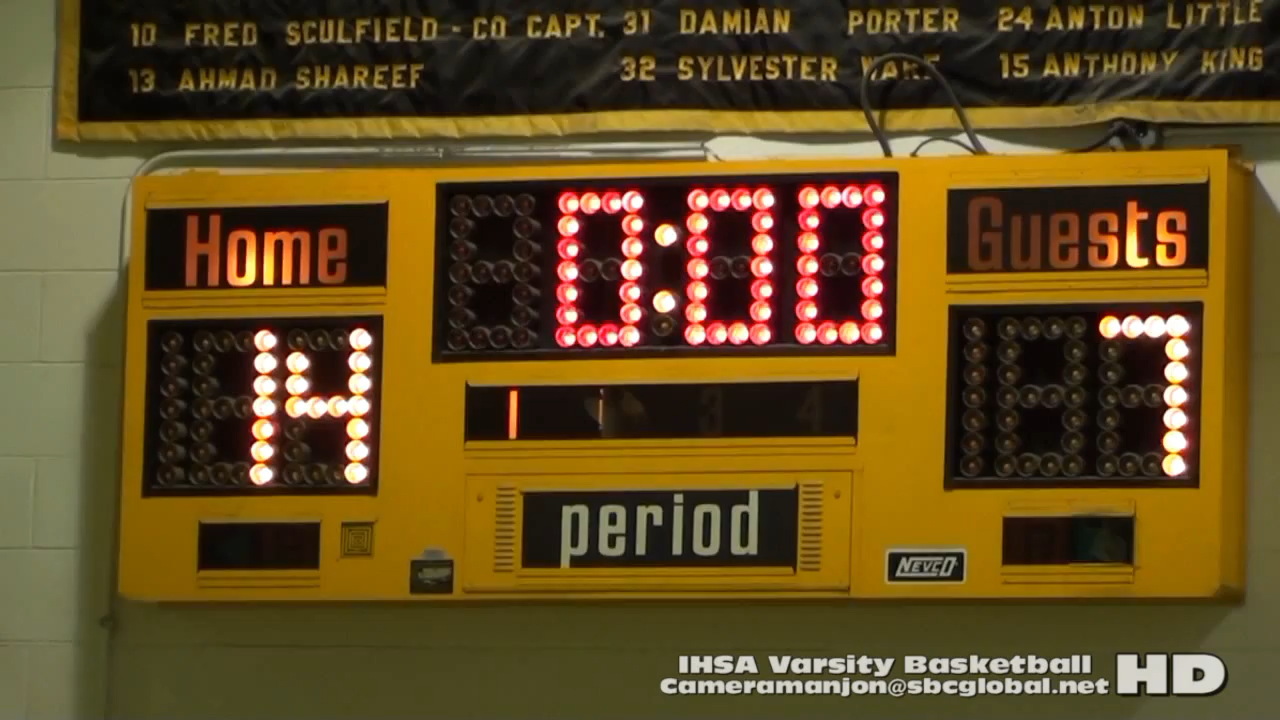 10 FRED SCULFIELD - CO CAPT. 31 DAMIAN PORTER 24 ANTON LITTLE
13 AHMAD SHAREEF 32 SYLVESTER WARE 15 ANTHONY KING
Home 0:00 Guests
14 7
1 3 4
period
NEVCO
IHSA Varsity Basketball HD
Cameramanjon@sbcglobal.net